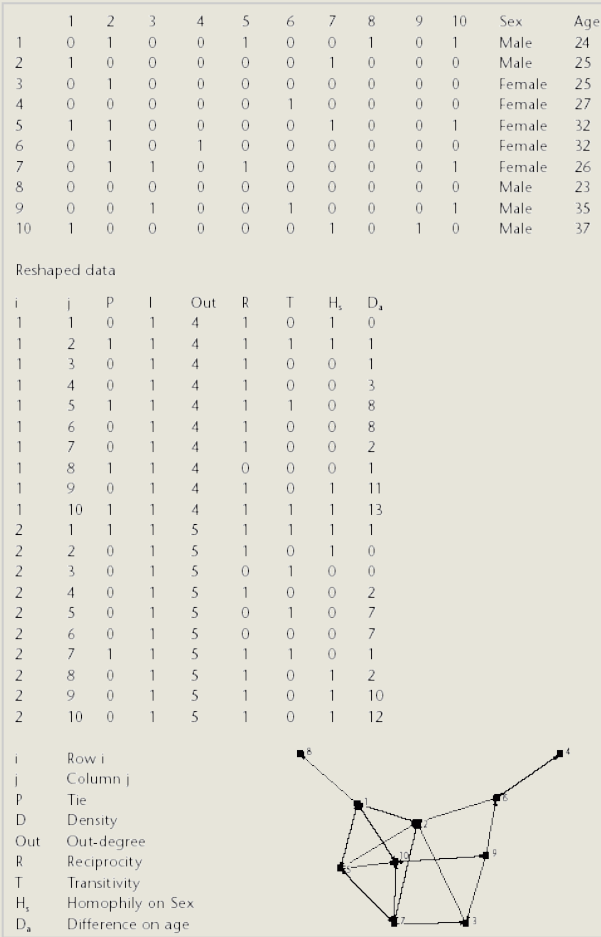 1 2 3 4 5 6 7 8 9 10 Sex Age
1 0 1 0 0 1 0 0 1 0 1 Male 24
2 1 0 0 0 0 0 1 0 0 0 Male 25
3 0 1 0 0 0 0 0 0 0 0 Female 25
4 0 0 0 0 0 1 0 0 0 0 Female 27
5 1 1 0 0 0 0 1 0 0 1 Female 32
6 0 1 0 1 0 0 0 0 0 0 Female 32
7 0 1 1 0 1 0 0 0 0 1 Female 26
8 0 0 0 0 0 0 0 0 0 0 Male 23
9 0 0 1 0 0 1 0 0 0 1 Male 35
10 1 0 0 0 0 0 1 0 1 0 Male 37
Reshaped data
i j P I Out R T Hs Da
1 1 0 1 4 1 0 1 0
1 2 1 1 4 1 1 1 1
1 3 0 1 4 1 0 0 1
1 4 0 1 4 1 0 0 3
1 5 1 1 4 1 1 0 8
1 6 0 1 4 1 0 0 8
1 7 0 1 4 1 0 0 2
1 8 1 1 4 0 0 0 1
1 9 0 1 4 1 0 1 11
1 10 1 1 4 1 1 1 13
2 1 1 1 5 1 1 1 1
2 2 0 1 5 1 0 1 0
2 3 0 1 5 0 1 0 0
2 4 0 1 5 1 0 0 2
2 5 0 1 5 0 1 0 7
2 6 0 1 5 0 0 0 7
2 7 1 1 5 1 1 0 1
2 8 0 1 5 1 0 1 2
2 9 0 1 5 1 0 1 10
2 10 0 1 5 1 0 1 12
i Row i
j Column j
P Tie
D Density
Out Out-degree
R Reciprocity
T Transitivity
Hs Homophily on Sex
Da Difference on age
8
4
1
6
2
10
9
7
3